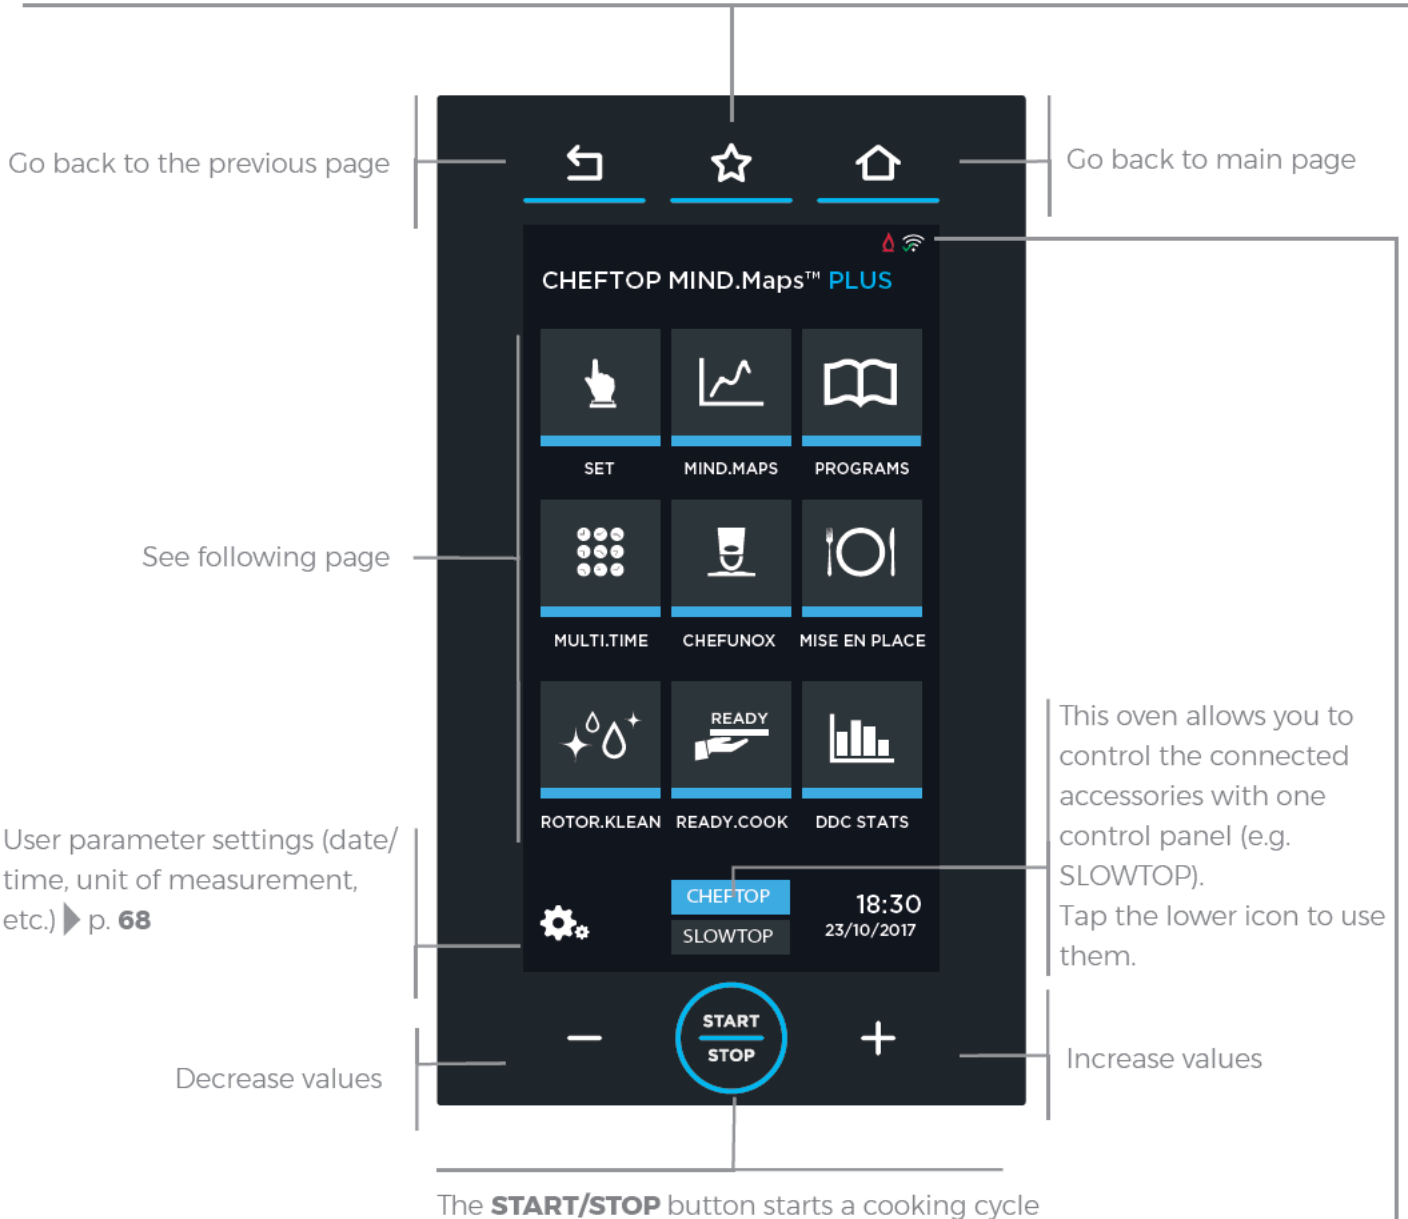 Go back to the previous page
Go back to main page
CHEFTOP MIND.Maps™ PLUS
SET
MIND.MAPS
PROGRAMS
See following page
MULTI.TIME
CHEFUNOX
MISE EN PLACE
READY
ROTOR.KLEAN
READY.COOK
DDC STATS
This oven allows you to
control the connected
accessories with one
control panel (e.g.
SLOWTOP).
Tap the lower icon to use
them.
User parameter settings (date/
time, unit of measurement,
etc.) p. 68
CHEFTOP
SLOWTOP
18:30
23/10/2017
START
STOP
Decrease values
Increase values
The START/STOP button starts a cooking cycle